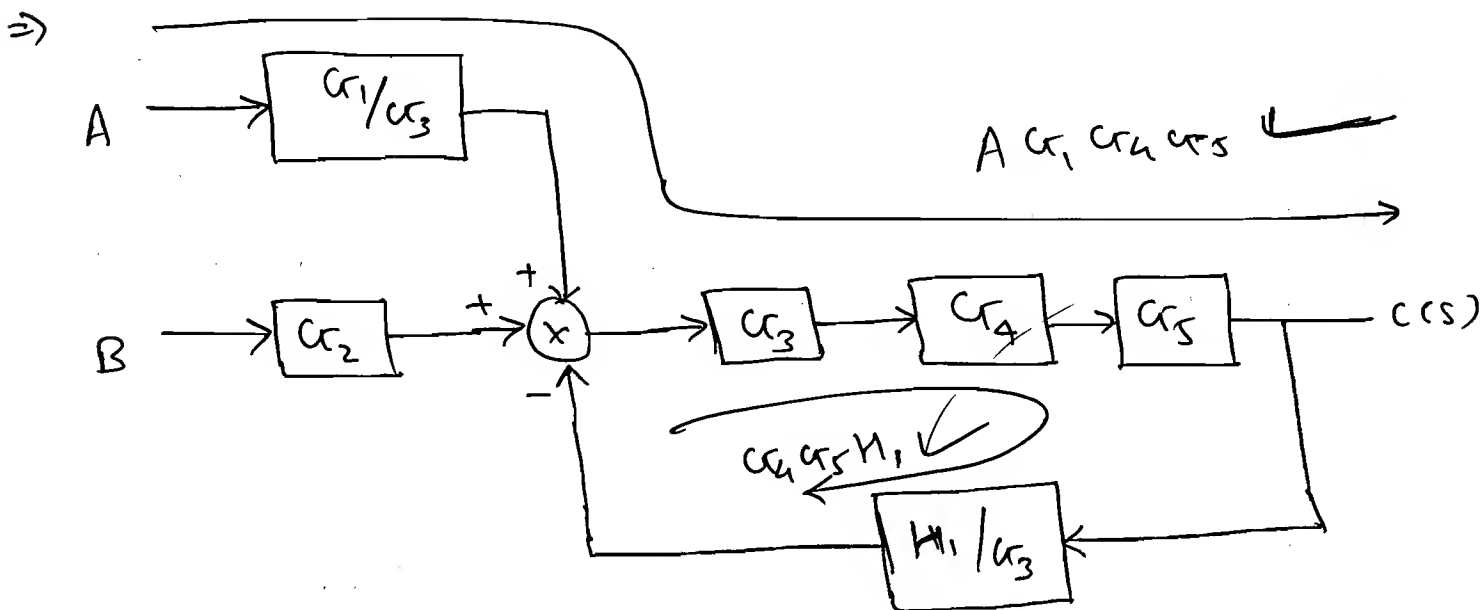 ⇒
G₁/G₃
A
A G₁ G₄ G₅ ✓
+
+
B
G₂
×
G₃
G₄
G₅
C(S)
−
G₄ G₅ H₁ ✓
H₁/G₃